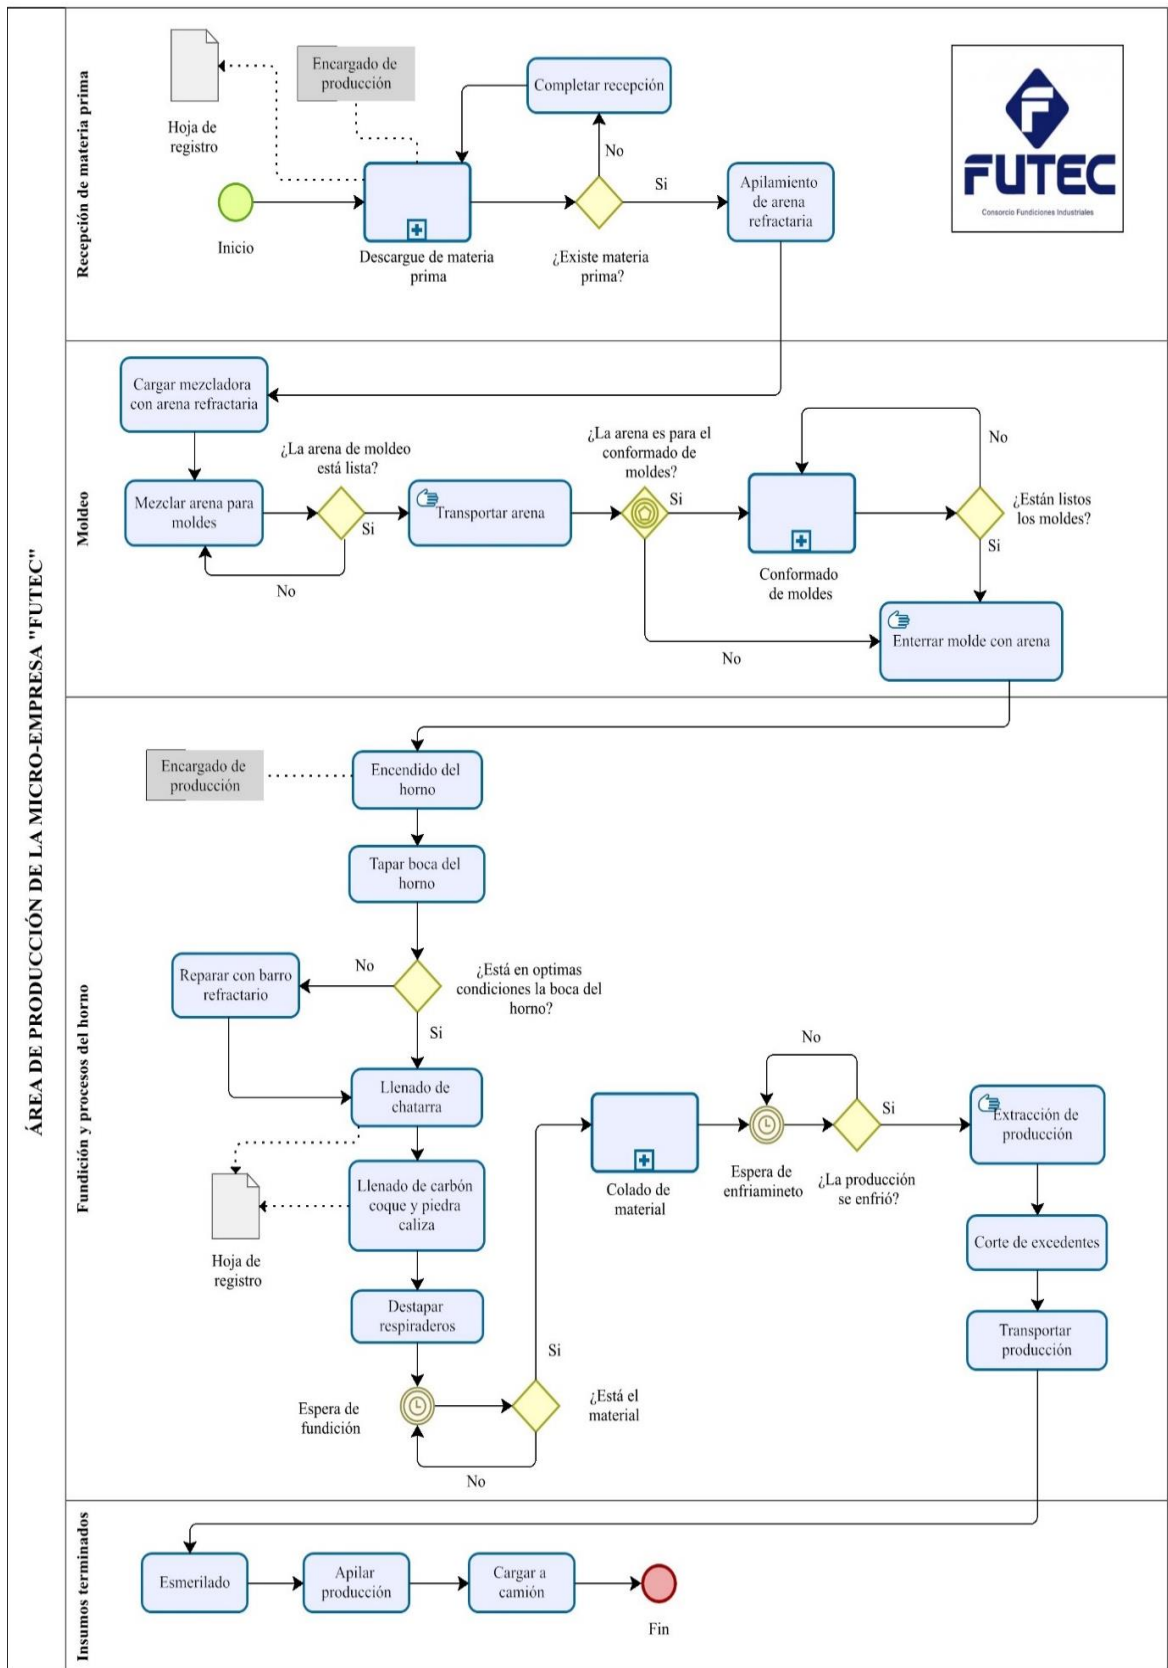 ÁREA DE PRODUCCIÓN DE LA MICRO-EMPRESA "FUTEC"
Recepción de materia prima
Hoja de
registro
Encargado de
producción
Completar recepción
No
Inicio
Descargue de materia
prima
¿Existe materia
prima?
Si
Apilamiento
de arena
refractaria
F
FUTEC
Consorcio Fundiciones Industriales
Moldeo
Cargar mezcladora
con arena refractaria
Mezclar arena para
moldes
¿La arena de moldeo
está lista?
Si
No
Transportar arena
¿La arena es para el
conformado de
moldes?
Si
No
Conformado
de moldes
No
¿Están listos
los moldes?
Si
Enterrar molde con arena
Fundición y procesos del horno
Encargado de
producción
Encendido del
horno
Tapar boca del
horno
¿Está en optimas
condiciones la boca del
horno?
No
Reparar con barro
refractario
Si
Llenado de
chatarra
Llenado de carbón
coque y piedra
caliza
Hoja de
registro
Destapar
respiraderos
Espera de
fundición
¿Está el
material
No
Si
Colado de
material
Espera de
enfriamineto
¿La producción
se enfrió?
No
Si
Extracción de
producción
Corte de excedentes
Transportar
producción
Insumos terminados
Esmerilado
Apilar
producción
Cargar a
camión
Fin